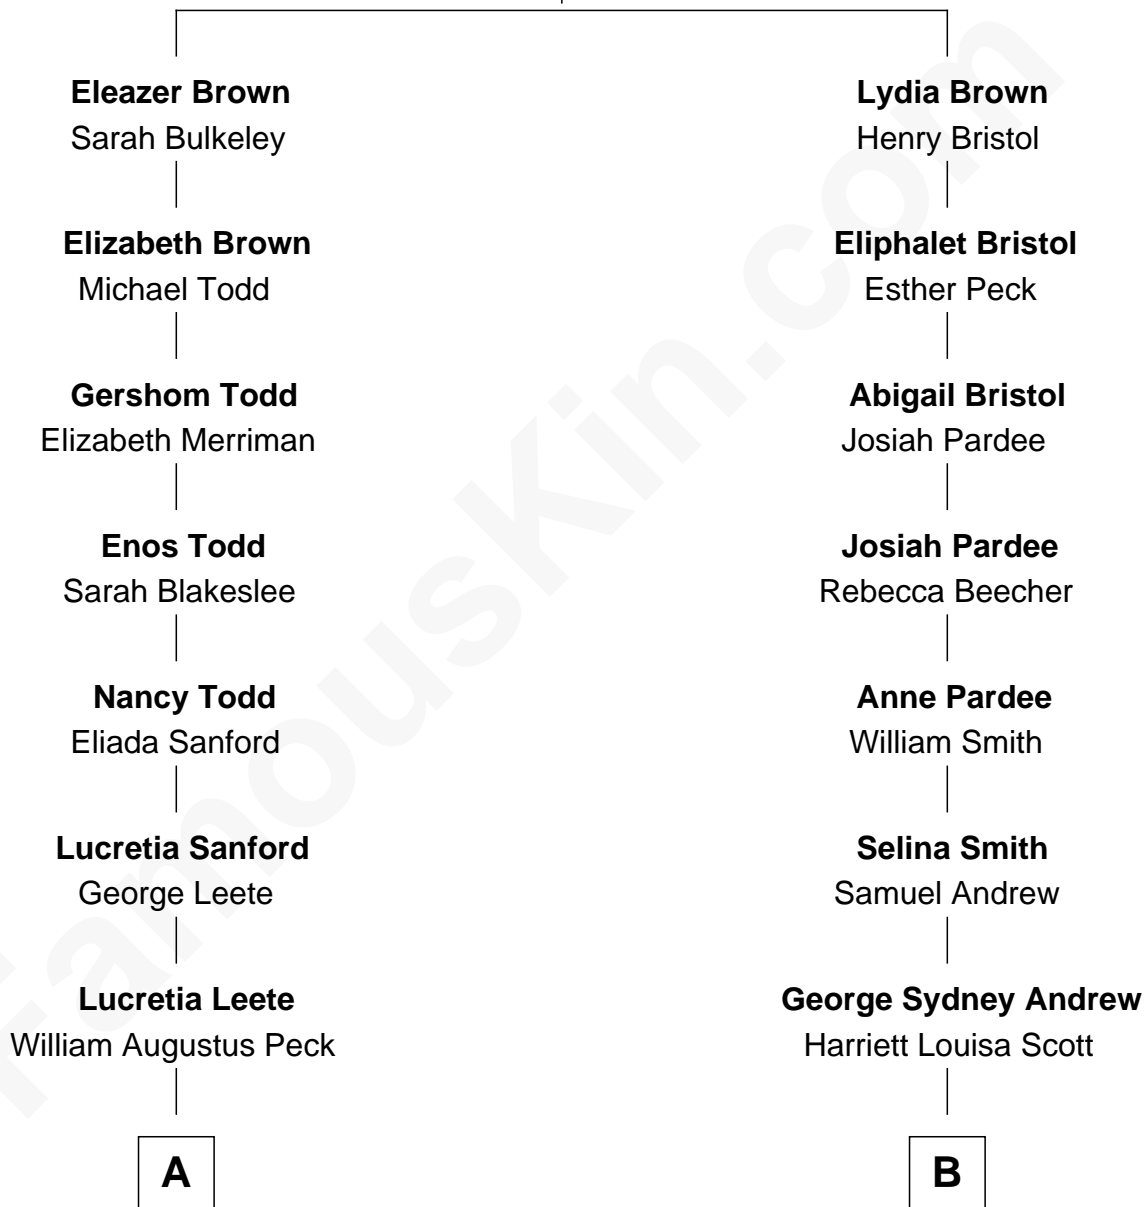 Eleazer Brown
Sarah Bulkeley
Elizabeth Brown
Michael Todd
Gershom Todd
Elizabeth Merriman
Enos Todd
Sarah Blakeslee
Nancy Todd
Eliada Sanford
Lucretia Sanford
George Leete
Lucretia Leete
William Augustus Peck
A
Lydia Brown
Henry Bristol
Eliphalet Bristol
Esther Peck
Abigail Bristol
Josiah Pardee
Josiah Pardee
Rebecca Beecher
Anne Pardee
William Smith
Selina Smith
Samuel Andrew
George Sydney Andrew
Harriett Louisa Scott
B
FamousKin.com